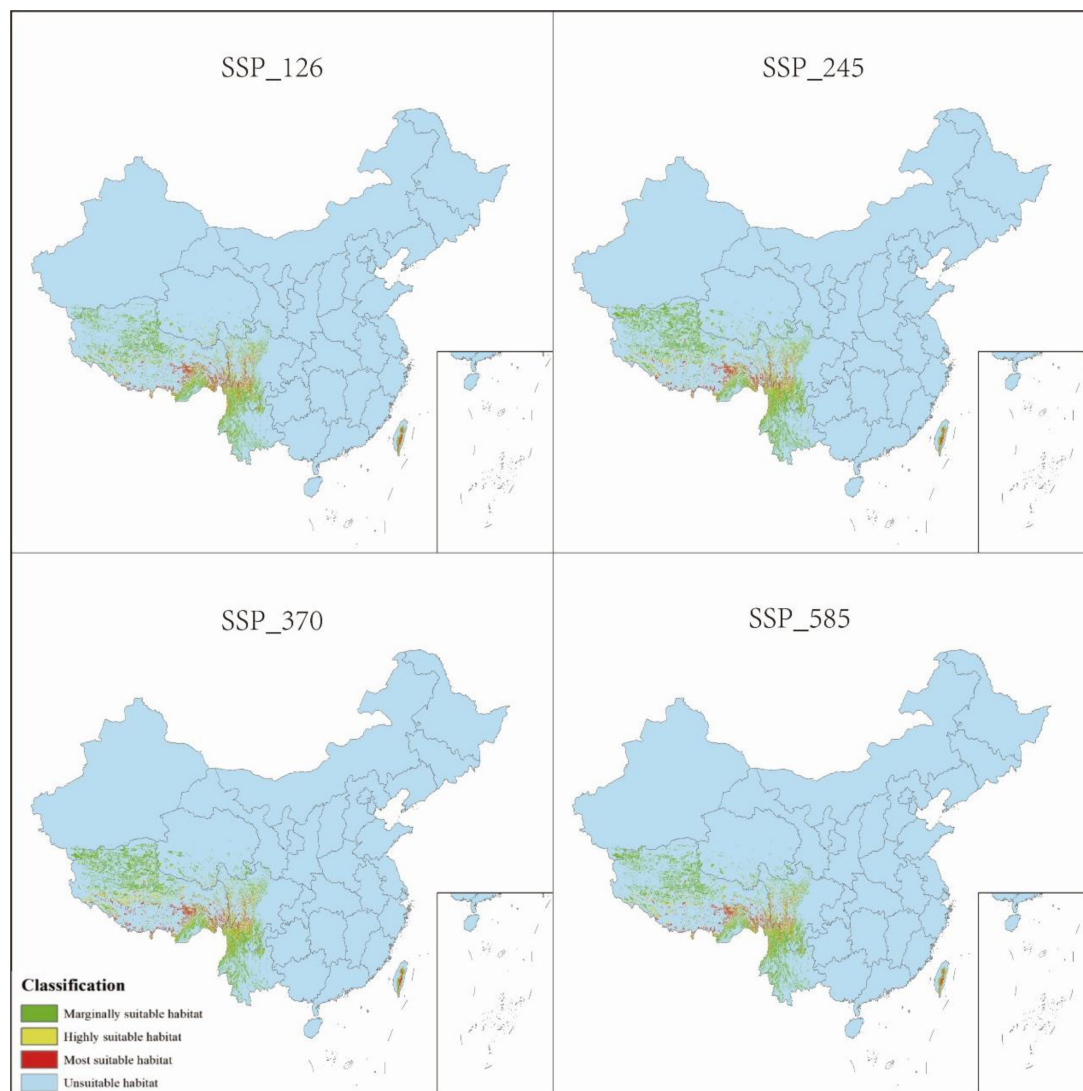 SSP_126
SSP_245
SSP_370
SSP_585
Classification
Marginally suitable habitat
Highly suitable habitat
Most suitable habitat
Unsuitable habitat